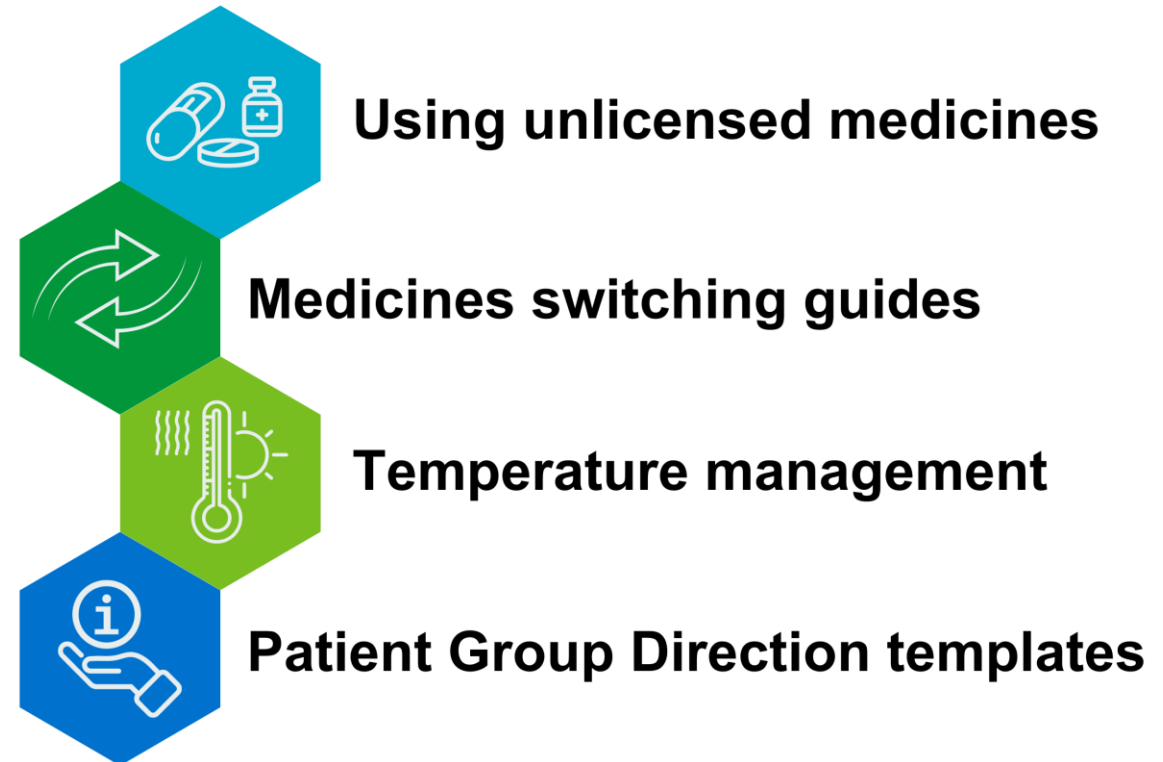 Using unlicensed medicines
Medicines switching guides
Temperature management
Patient Group Direction templates